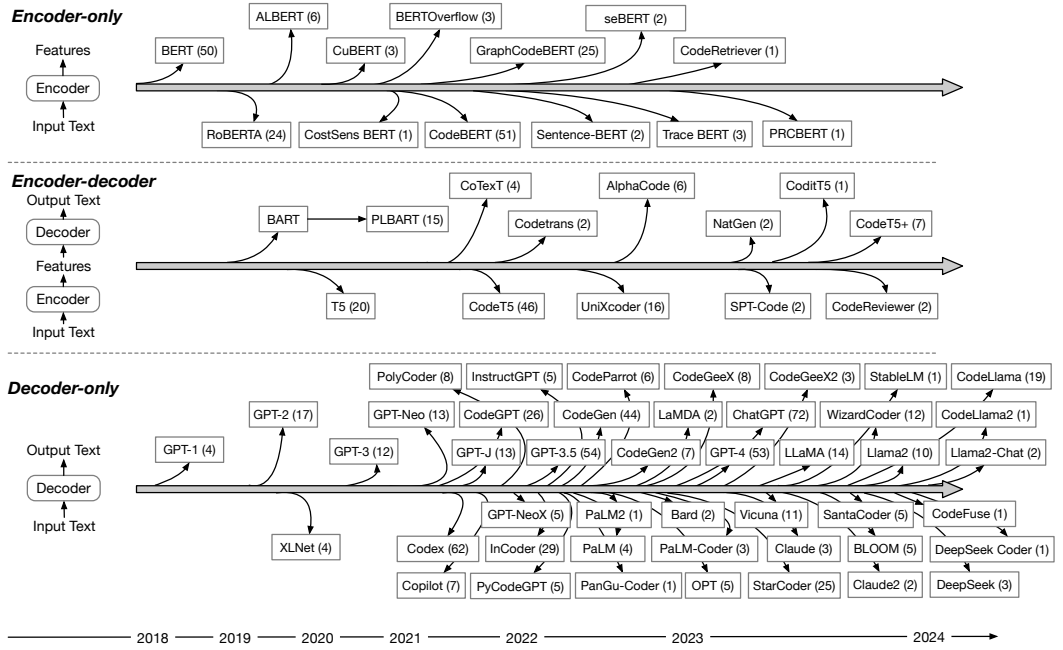 Encoder-only
ALBERT (6)
BERTOverflow (3)
seBERT (2)
Features
BERT (50)
CuBERT (3)
GraphCodeBERT (25)
CodeRetriever (1)
Encoder
Input Text
RoBERTA (24)
CostSens BERT (1)
CodeBERT (51)
Sentence-BERT (2)
Trace BERT (3)
PRCBERT (1)
Encoder-decoder
Output Text
CoTexT (4)
AlphaCode (6)
CoditT5 (1)
Decoder
BART
PLBART (15)
Codetrans (2)
NatGen (2)
CodeT5+ (7)
Features
Encoder
T5 (20)
CodeT5 (46)
UniXcoder (16)
SPT-Code (2)
CodeReviewer (2)
Input Text
Decoder-only
PolyCoder (8)
InstructGPT (5)
CodeParrot (6)
CodeGeeX (8)
CodeGeeX2 (3)
StableLM (1)
CodeLlama (19)
GPT-2 (17)
GPT-Neo (13)
CodeGPT (26)
CodeGen (44)
LaMDA (2)
ChatGPT (72)
WizardCoder (12)
CodeLlama2 (1)
Output Text
GPT-1 (4)
GPT-3 (12)
GPT-J (13)
GPT-3.5 (54)
CodeGen2 (7)
GPT-4 (53)
LLaMA (14)
Llama2 (10)
Llama2-Chat (2)
Decoder
Input Text
GPT-NeoX (5)
PaLM2 (1)
Bard (2)
Vicuna (11)
SantaCoder (5)
CodeFuse (1)
XLNet (4)
Codex (62)
InCoder (29)
PaLM (4)
PaLM-Coder (3)
Claude (3)
BLOOM (5)
DeepSeek Coder (1)
Copilot (7)
PyCodeGPT (5)
PanGu-Coder (1)
OPT (5)
StarCoder (25)
Claude2 (2)
DeepSeek (3)
2018
2019
2020
2021
2022
2023
2024